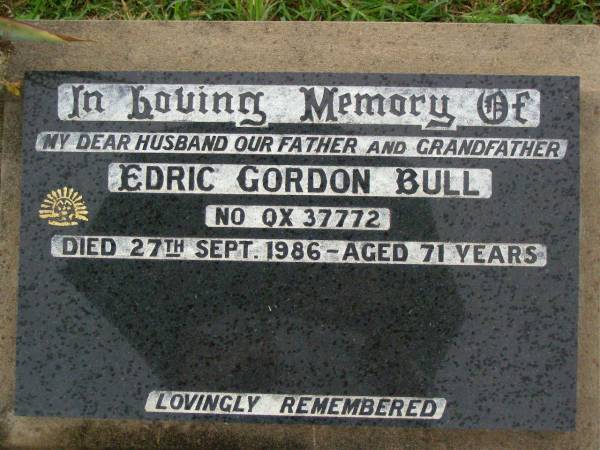 In Loving Memory Of
MY DEAR HUSBAND OUR FATHER AND GRANDFATHER
EDRIC GORDON BULL
NO QX 37772
DIED 27TH SEPT. 1986 - AGED 71 YEARS
LOVINGLY REMEMBERED